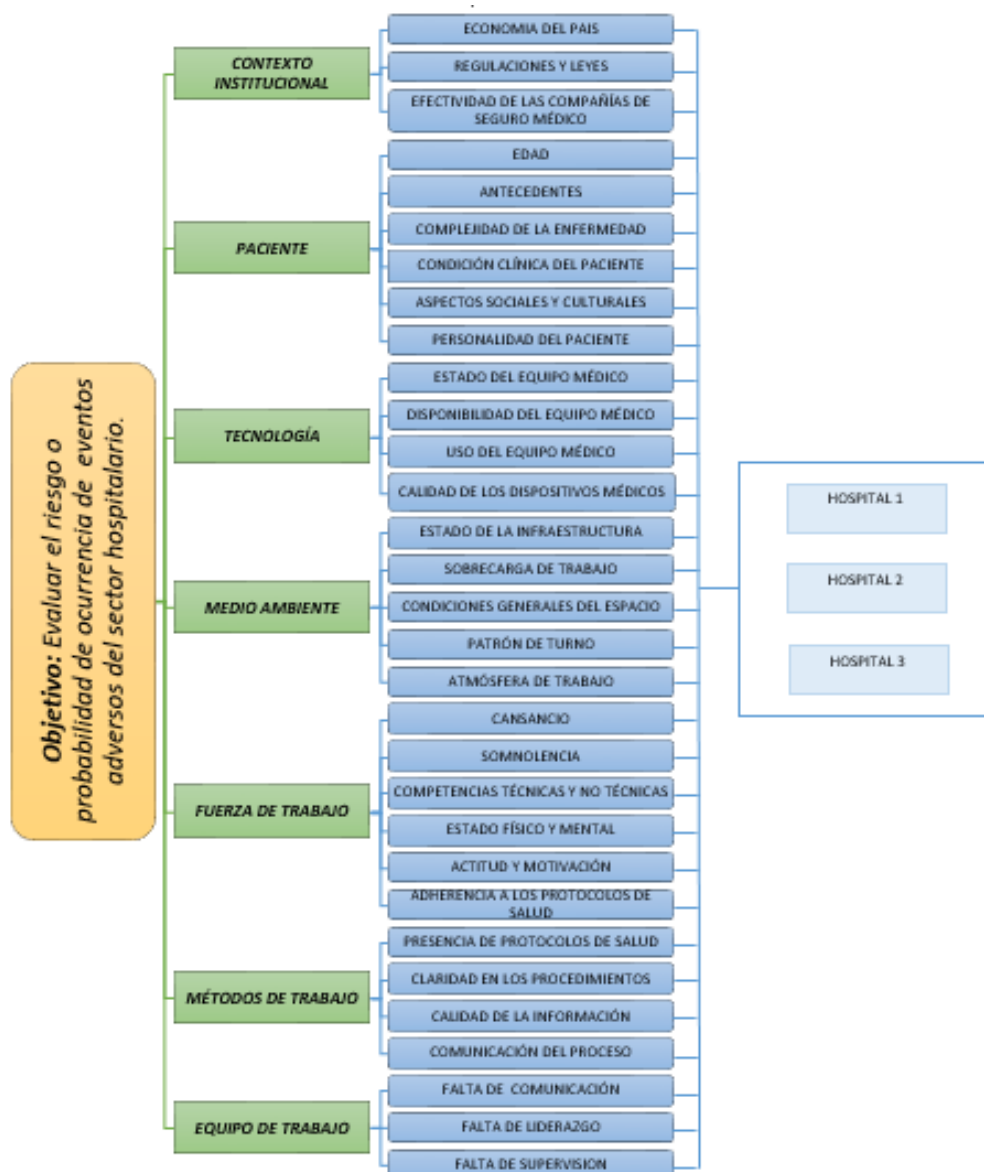 Objetivo: Evaluar el riesgo o
probabilidad de ocurrencia de eventos
adversos del sector hospitalario.
CONTEXTO
INSTITUCIONAL
ECONOMIA DEL PAIS
REGULACIONES Y LEYES
EFECTIVIDAD DE LAS COMPAÑÍAS DE
SEGURO MÉDICO
PACIENTE
EDAD
ANTECEDENTES
COMPLEJIDAD DE LA ENFERMEDAD
CONDICIÓN CLÍNICA DEL PACIENTE
ASPECTOS SOCIALES Y CULTURALES
PERSONALIDAD DEL PACIENTE
TECNOLOGÍA
ESTADO DEL EQUIPO MÉDICO
DISPONIBILIDAD DEL EQUIPO MÉDICO
USO DEL EQUIPO MÉDICO
CALIDAD DE LOS DISPOSITIVOS MÉDICOS
MEDIO AMBIENTE
ESTADO DE LA INFRAESTRUCTURA
SOBRECARGA DE TRABAJO
CONDICIONES GENERALES DEL ESPACIO
PATRÓN DE TURNO
ATMÓSFERA DE TRABAJO
FUERZA DE TRABAJO
CANSANCIO
SOMNOLENCIA
COMPETENCIAS TÉCNICAS Y NO TÉCNICAS
ESTADO FÍSICO Y MENTAL
ACTITUD Y MOTIVACIÓN
ADHERENCIA A LOS PROTOCOLOS DE
SALUD
MÉTODOS DE TRABAJO
PRESENCIA DE PROTOCOLOS DE SALUD
CLARIDAD EN LOS PROCEDIMIENTOS
CALIDAD DE LA INFORMACIÓN
COMUNICACIÓN DEL PROCESO
EQUIPO DE TRABAJO
FALTA DE COMUNICACIÓN
FALTA DE LIDERAZGO
FALTA DE SUPERVISION
HOSPITAL 1
HOSPITAL 2
HOSPITAL 3